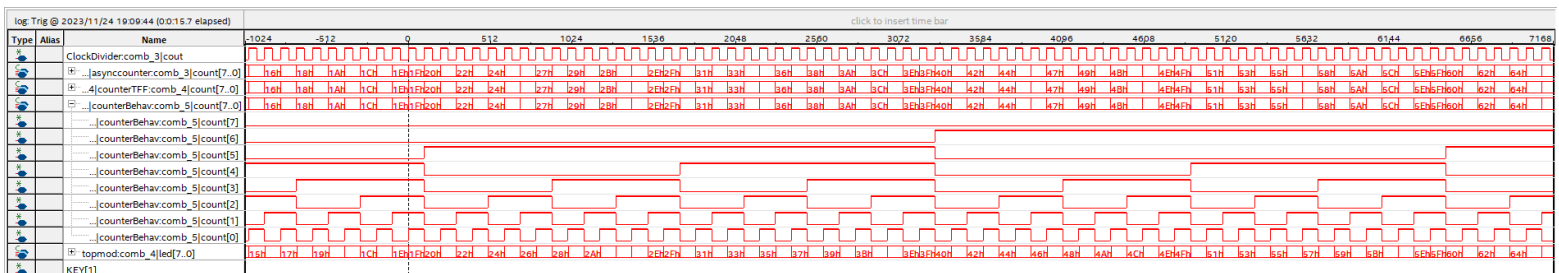 log: Trig @ 2023/11/24 19:09:44 (0:0:15.7 elapsed) click to insert time bar
Type Alias Name -1024 -512 0 512 1024 1536 2048 2560 3072 3584 4096 4608 5120 5632 6144 6656 7168
ClockDivider:comb_3|cout
...|asynccounter:comb_3|count[7..0] 16h 18h 1Ah 1Ch 1Eh 1Fh 20h 22h 24h 27h 29h 2Bh 2Eh 2Fh 31h 33h 36h 38h 3Ah 3Ch 3Eh 3Fh 40h 42h 44h 47h 49h 4Bh 4Eh 4Fh 51h 53h 55h 58h 5Ah 5Ch 5Eh 5Fh 60h 62h 64h
...4|counterTFF:comb_4|count[7..0] 16h 18h 1Ah 1Ch 1Eh 1Fh 20h 22h 24h 27h 29h 2Bh 2Eh 2Fh 31h 33h 36h 38h 3Ah 3Ch 3Eh 3Fh 40h 42h 44h 47h 49h 4Bh 4Eh 4Fh 51h 53h 55h 58h 5Ah 5Ch 5Eh 5Fh 60h 62h 64h
...|counterBehav:comb_5|count[7..0] 16h 18h 1Ah 1Ch 1Eh 1Fh 20h 22h 24h 27h 29h 2Bh 2Eh 2Fh 31h 33h 36h 38h 3Ah 3Ch 3Eh 3Fh 40h 42h 44h 47h 49h 4Bh 4Eh 4Fh 51h 53h 55h 58h 5Ah 5Ch 5Eh 5Fh 60h 62h 64h
...|counterBehav:comb_5|count[7]
...|counterBehav:comb_5|count[6]
...|counterBehav:comb_5|count[5]
...|counterBehav:comb_5|count[4]
...|counterBehav:comb_5|count[3]
...|counterBehav:comb_5|count[2]
...|counterBehav:comb_5|count[1]
...|counterBehav:comb_5|count[0]
topmod:comb_4|led[7..0] 15h 17h 19h 1Ch 1Eh 1Fh 20h 22h 24h 26h 28h 2Ah 2Eh 2Fh 31h 33h 35h 37h 39h 3Bh 3Eh 3Fh 40h 42h 44h 46h 48h 4Ah 4Ch 4Eh 4Fh 51h 53h 55h 57h 59h 5Bh 5Eh 5Fh 60h 62h 64h
KEY[1]